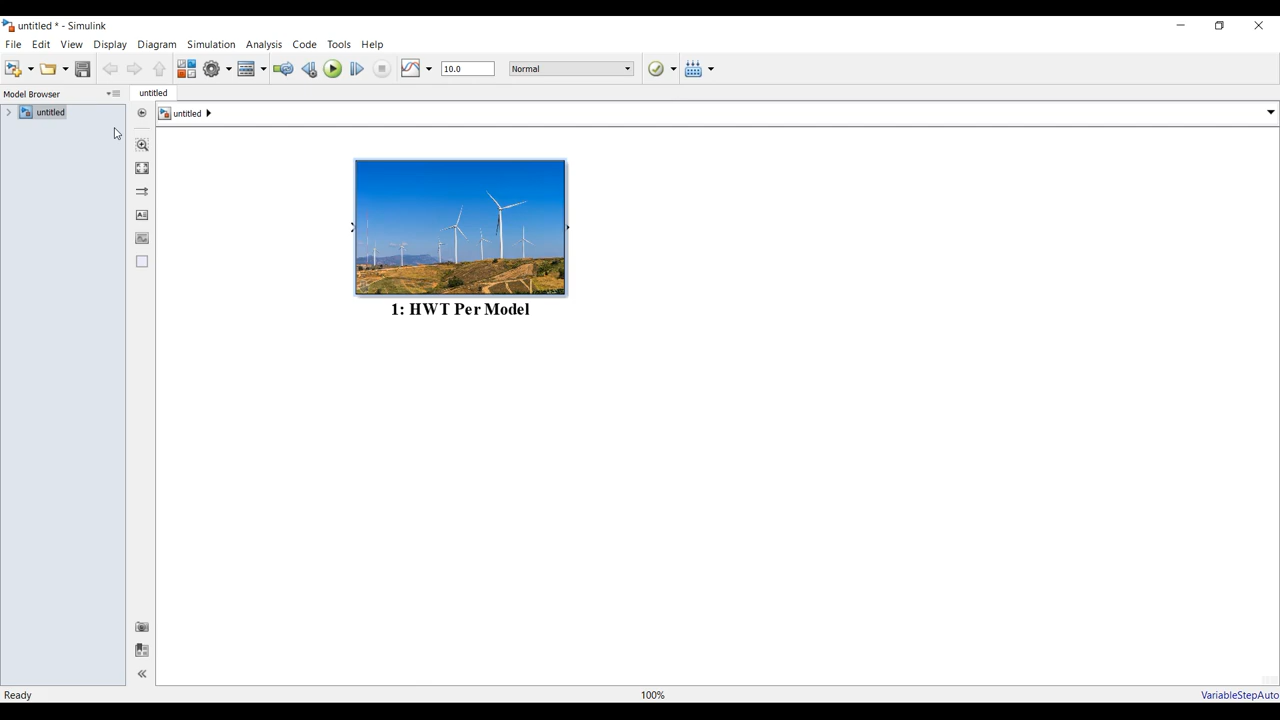 untitled * - Simulink
File Edit View Display Diagram Simulation Analysis Code Tools Help
10.0 Normal
Model Browser untitled
untitled untitled
1: HWT Per Model
Ready 100% VariableStepAuto